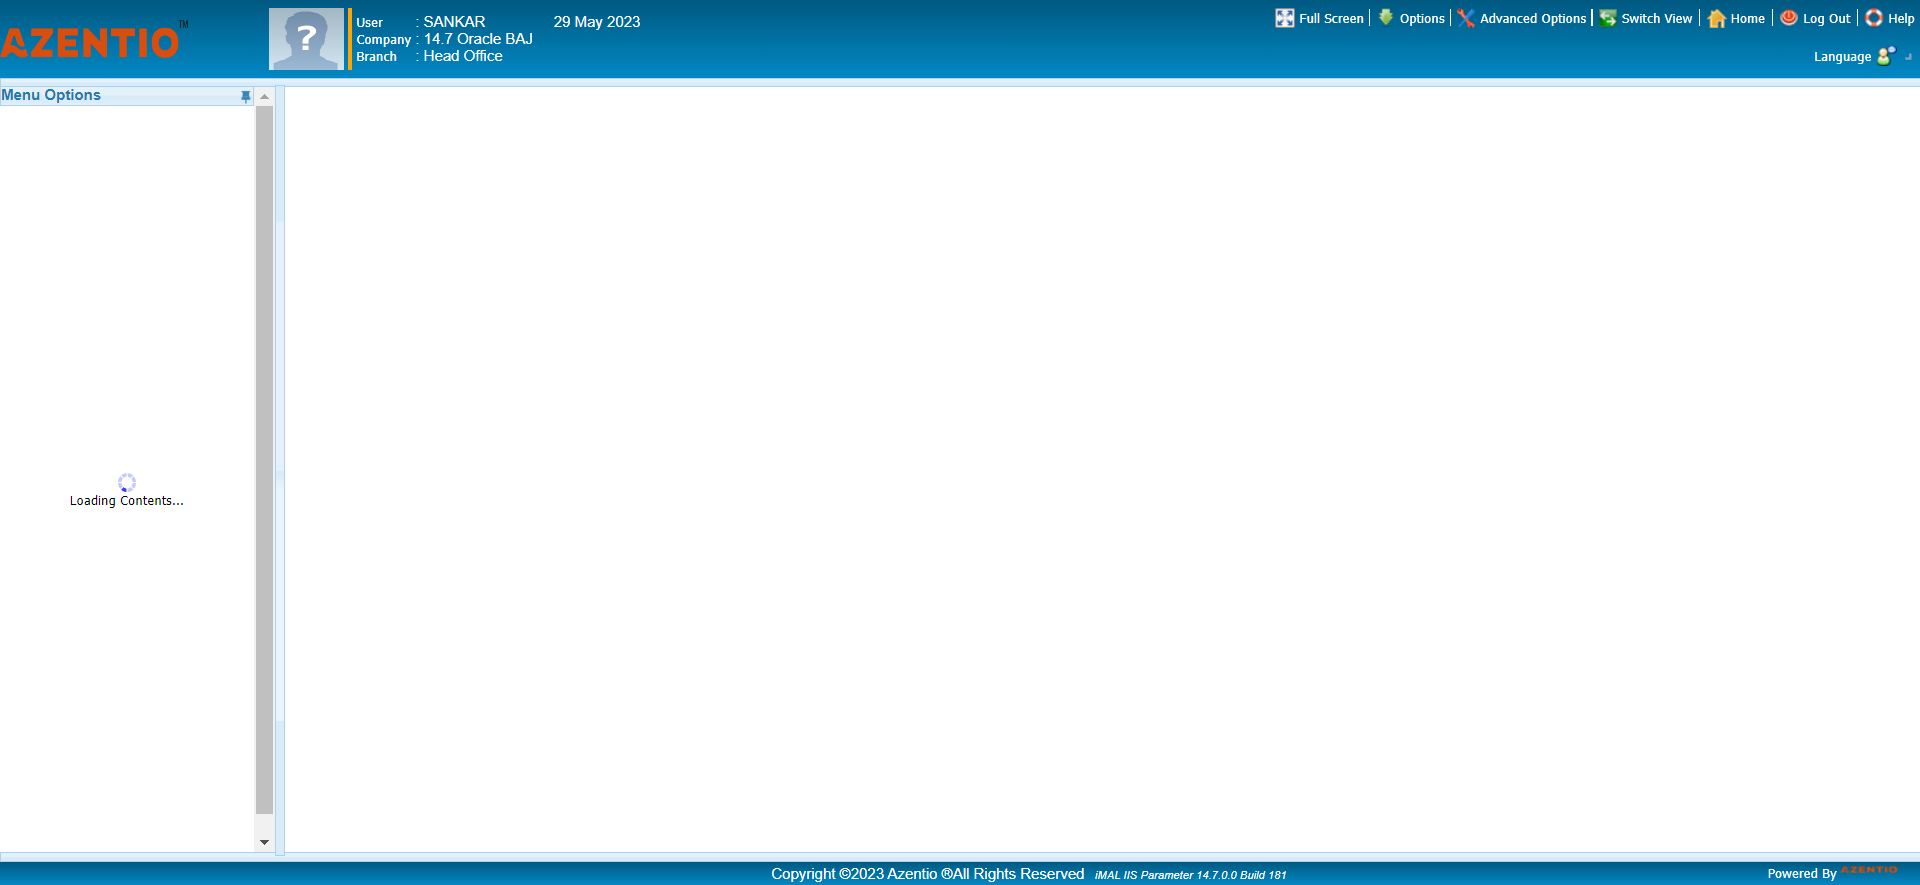 AZENTIO™
User : SANKAR 29 May 2023
Company : 14.7 Oracle BAJ
Branch : Head Office
Full Screen Options Advanced Options Switch View Home Log Out Help
Language
Menu Options
Loading Contents...
Copyright ©2023 Azentio ®All Rights Reserved iMAL IIS Parameter 14.7.0.0 Build 181
Powered By AZENTIO